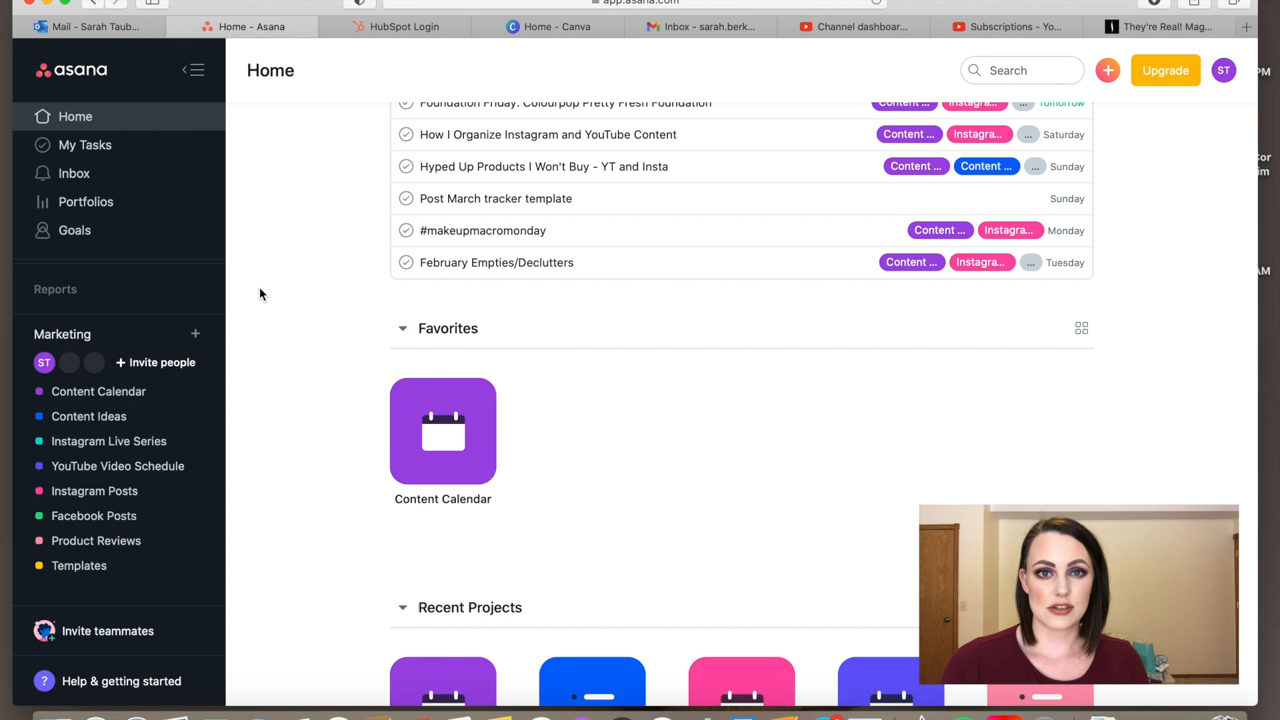 app.asana.com
Mail - Sarah Taub...
Home - Asana
HubSpot Login
Home - Canva
Inbox - sarah.berk...
Channel dashboar...
Subscriptions - Yo...
They're Real! Mag...
asana
Home
Search
Upgrade
ST
Home
My Tasks
Inbox
Portfolios
Goals
Reports
Marketing
ST
+ Invite people
Content Calendar
Content Ideas
Instagram Live Series
YouTube Video Schedule
Instagram Posts
Facebook Posts
Product Reviews
Templates
Invite teammates
? Help & getting started
Foundation Friday: Colourpop Pretty Fresh Foundation Content ... Instagra... ... Tomorrow
How I Organize Instagram and YouTube Content Content ... Instagra... ... Saturday
Hyped Up Products I Won't Buy - YT and Insta Content ... Content ... ... Sunday
Post March tracker template Sunday
#makeupmacromonday Content ... Instagra... Monday
February Empties/Declutters Content ... Instagra... ... Tuesday
Favorites
Content Calendar
Recent Projects
PM
AM